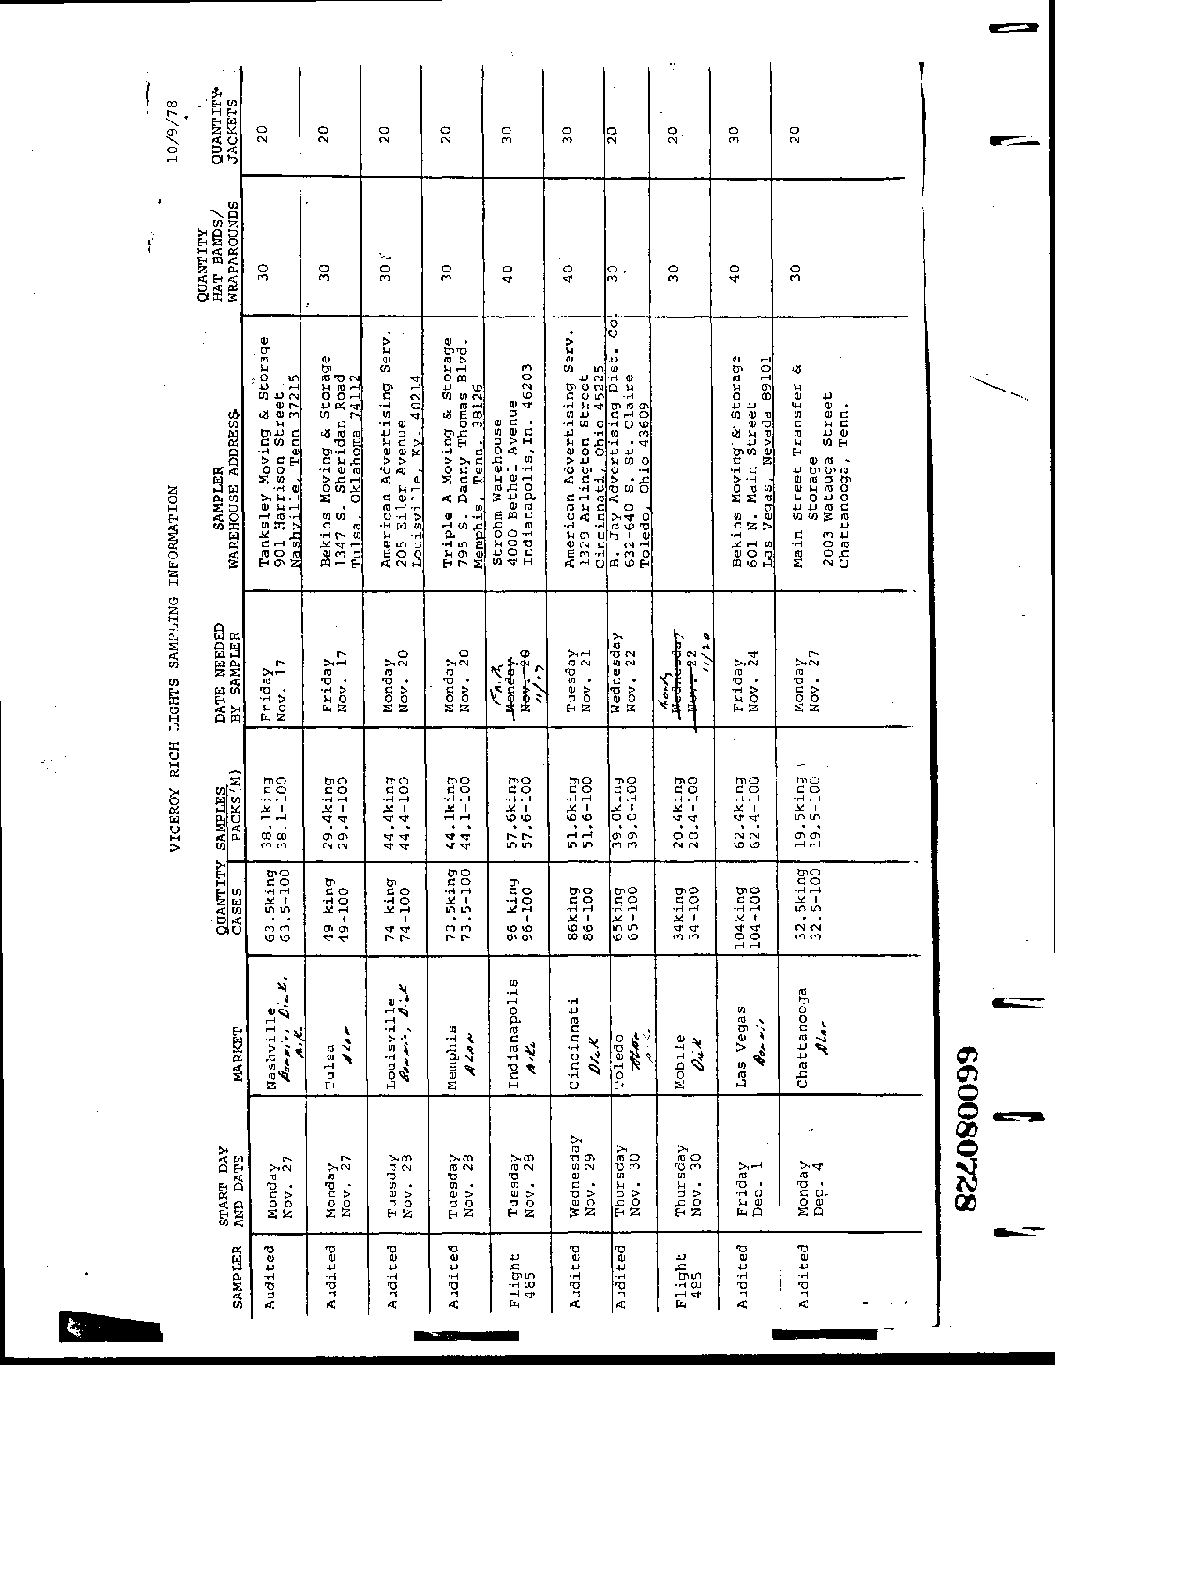 10/9/78
VICEROY RICH LIGHTS SAMPLING INFORMATION
SAMPLER START DAY AND DATE MARKET QUANTITY SAMPLES CASES PACKS'M) DATE NEEDED BY SAMPLER SAMPLER WAREHOUSE ADDRESS QUANTITY HAT BANDS/ WRAPAROUNDS QUANTITY JACKETS
Audited Monday Nashville 63.5king 38.1king Friday Tanksley Moving & Storage 30 20
Nov. 27 Bonnie, Dick, 63.5-100 38.1-100 Nov. 17 901 Harrison Street
A.K. Nashville, Tenn 37215
Audited Monday Tulsa 49 king 29.4king Friday Bekins Moving & Storage 30 20
Nov. 27 Alan 49-100 29.4-100 Nov. 17 1347 S. Sheridan Road
Tulsa, Oklahoma 74112
Audited Tuesday Louisville 74 king 44.4king Monday American Advertising Serv. 30 20
Nov. 28 Bonnie, Dick 74-100 44.4-100 Nov. 20 205 Eiler Avenue
Louisville, Ky. 40214
Audited Tuesday Memphis 73.5king 44.1king Monday Triple A Moving & Storage 30 20
Nov. 28 Alan 73.5-100 44.1-100 Nov. 20 795 S. Danny Thomas Blvd.
Memphis, Tenn. 38126
Flight Tuesday Indianapolis 96 king 57.6king Fri. Monday Strohm Warehouse 40 30
485 Nov. 28 A.K. 96-100 57.6-100 Nov. 20 4000 Bethel Avenue
11/17 Indianapolis, In. 46203
Audited Wednesday Cincinnati 86king 51.6king Tuesday American Advertising Serv. 40 30
Nov. 29 Dick 86-100 51.6-100 Nov. 21 1329 Arlington Street
Cincinnati, Ohio 45225
Audited Thursday Toledo 65king 39.0king Wednesday B. Jay Advertising Dist. Co. 30 20
Nov. 30 Alan 65-100 39.0-100 Nov. 22 632-640 S. St. Claire
Toledo, Ohio 43609
Flight Thursday Mobile 34king 20.4king Wednesday 30 20
485 Nov. 30 Dick 34-100 20.4-100 Nov. 22
11/20
Audited Friday Las Vegas 104king 62.4king Friday Bekins Moving & Storage 40 30
Dec. 1 Bonnie 104-100 62.4-100 Nov. 24 601 N. Main Street
Las Vegas, Nevada 89101
Audited Monday Chattanooga 32.5king 19.5king Monday Main Street Transfer & 30 20
Dec. 4 Alan 32.5-100 19.5-100 Nov. 27 Storage
2003 Watauga Street
Chattanooga, Tenn.
660080728